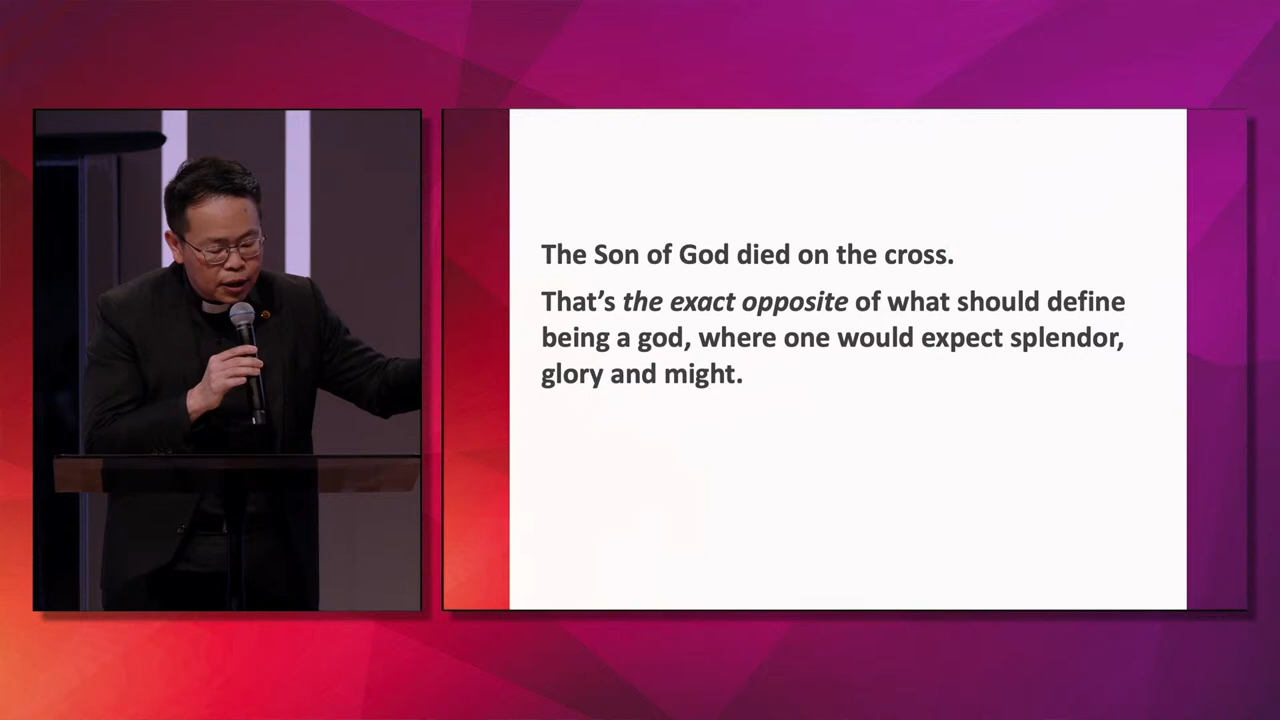 The Son of God died on the cross.
That’s the exact opposite of what should define
being a god, where one would expect splendor,
glory and might.